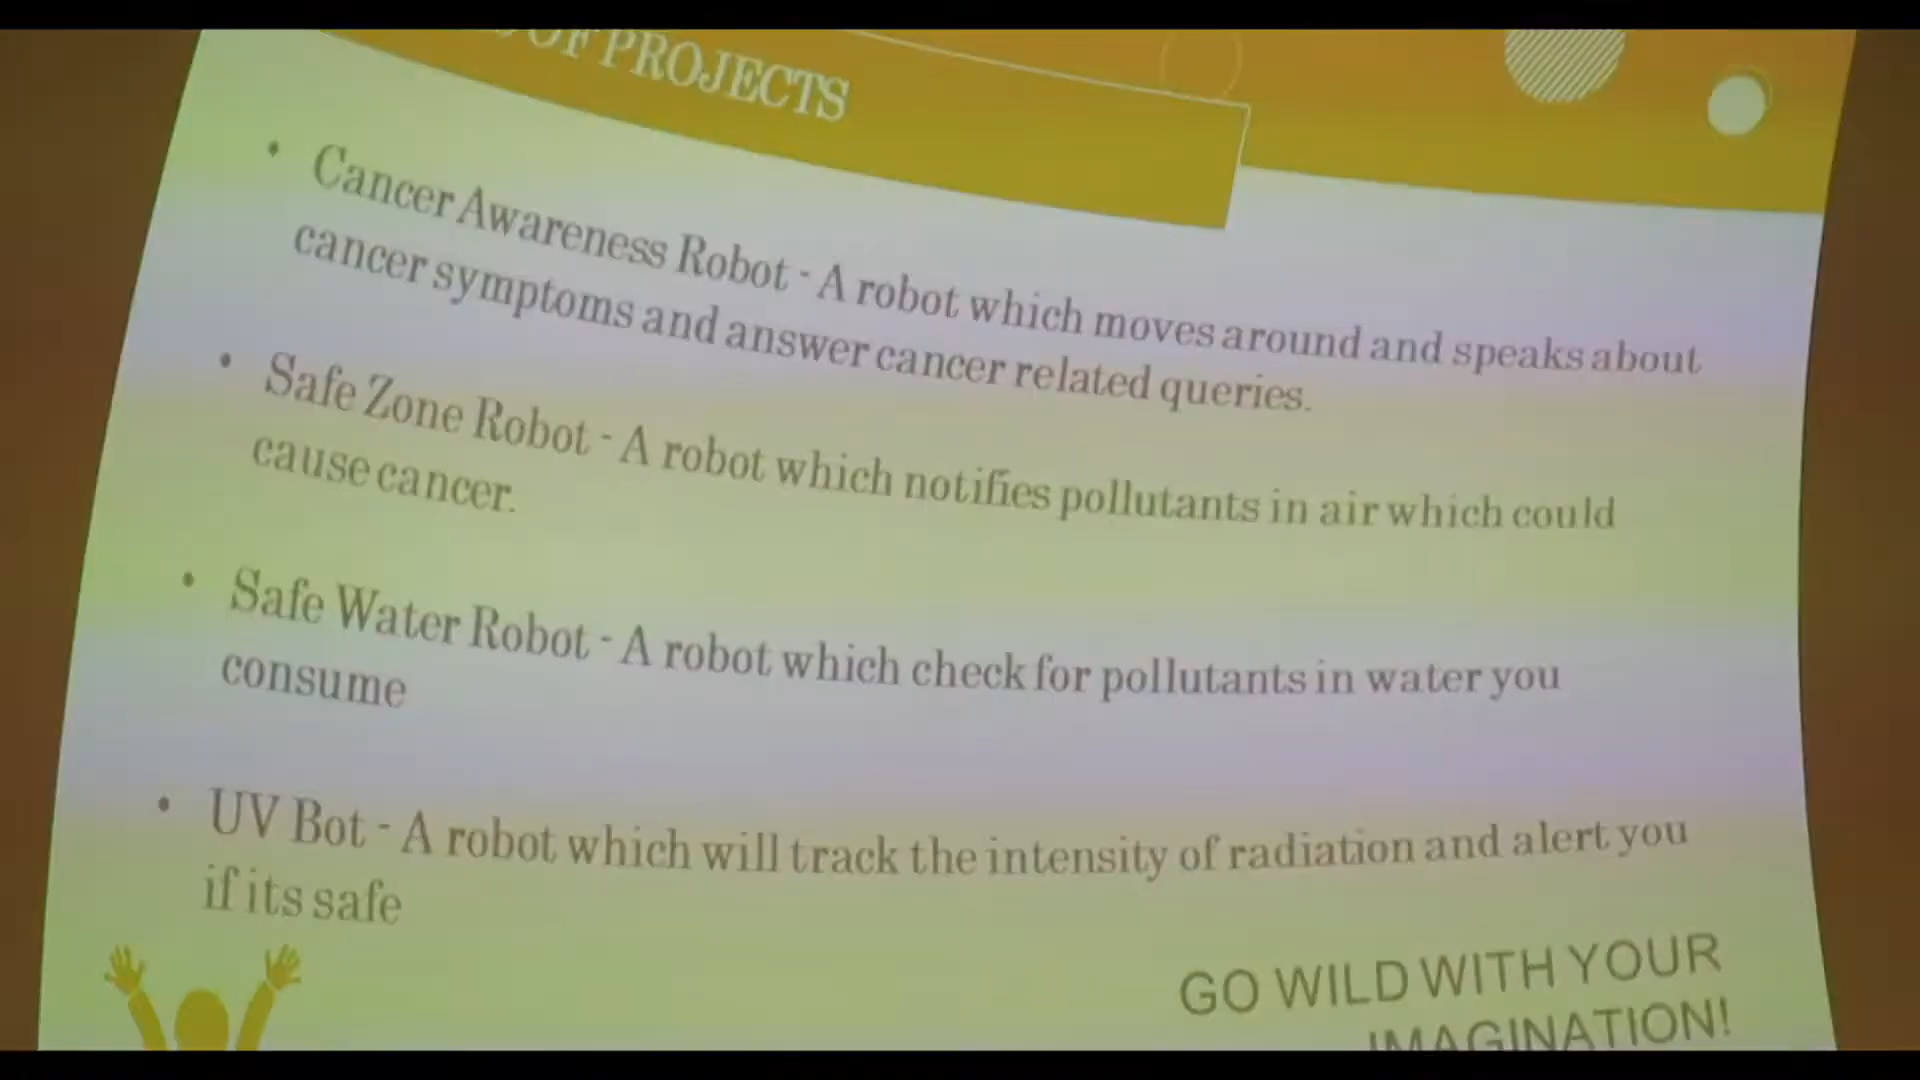 OF PROJECTS
• Cancer Awareness Robot - A robot which moves around and speaks about
cancer symptoms and answer cancer related queries.
• Safe Zone Robot - A robot which notifies pollutants in air which could
cause cancer.
• Safe Water Robot - A robot which check for pollutants in water you
consume
• UV Bot - A robot which will track the intensity of radiation and alert you
if its safe
GO WILD WITH YOUR
IMAGINATION!